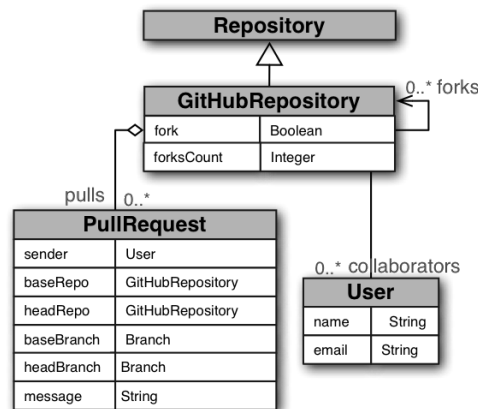 Repository
0..* forks
GitHubRepository
fork Boolean
forksCount Integer
pulls 0..*
PullRequest
sender User
baseRepo GitHubRepository
headRepo GitHubRepository
baseBranch Branch
headBranch Branch
message String
0..* collaborators
User
name String
email String